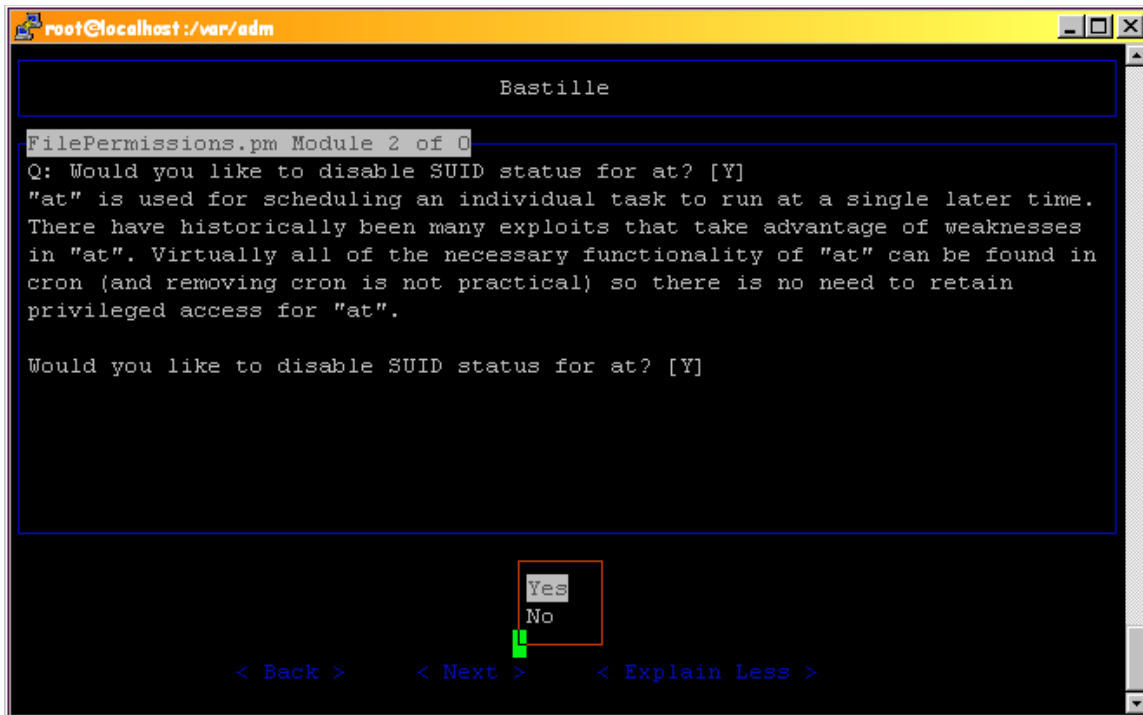 root@localhost:/var/adm
Bastille
FilePermissions.pm Module 2 of 0
Q: Would you like to disable SUID status for at? [Y]
"at" is used for scheduling an individual task to run at a single later time.
There have historically been many exploits that take advantage of weaknesses
in "at". Virtually all of the necessary functionality of "at" can be found in
cron (and removing cron is not practical) so there is no need to retain
privileged access for "at".
Would you like to disable SUID status for at? [Y]
Yes
No
< Back > < Next > < Explain Less >